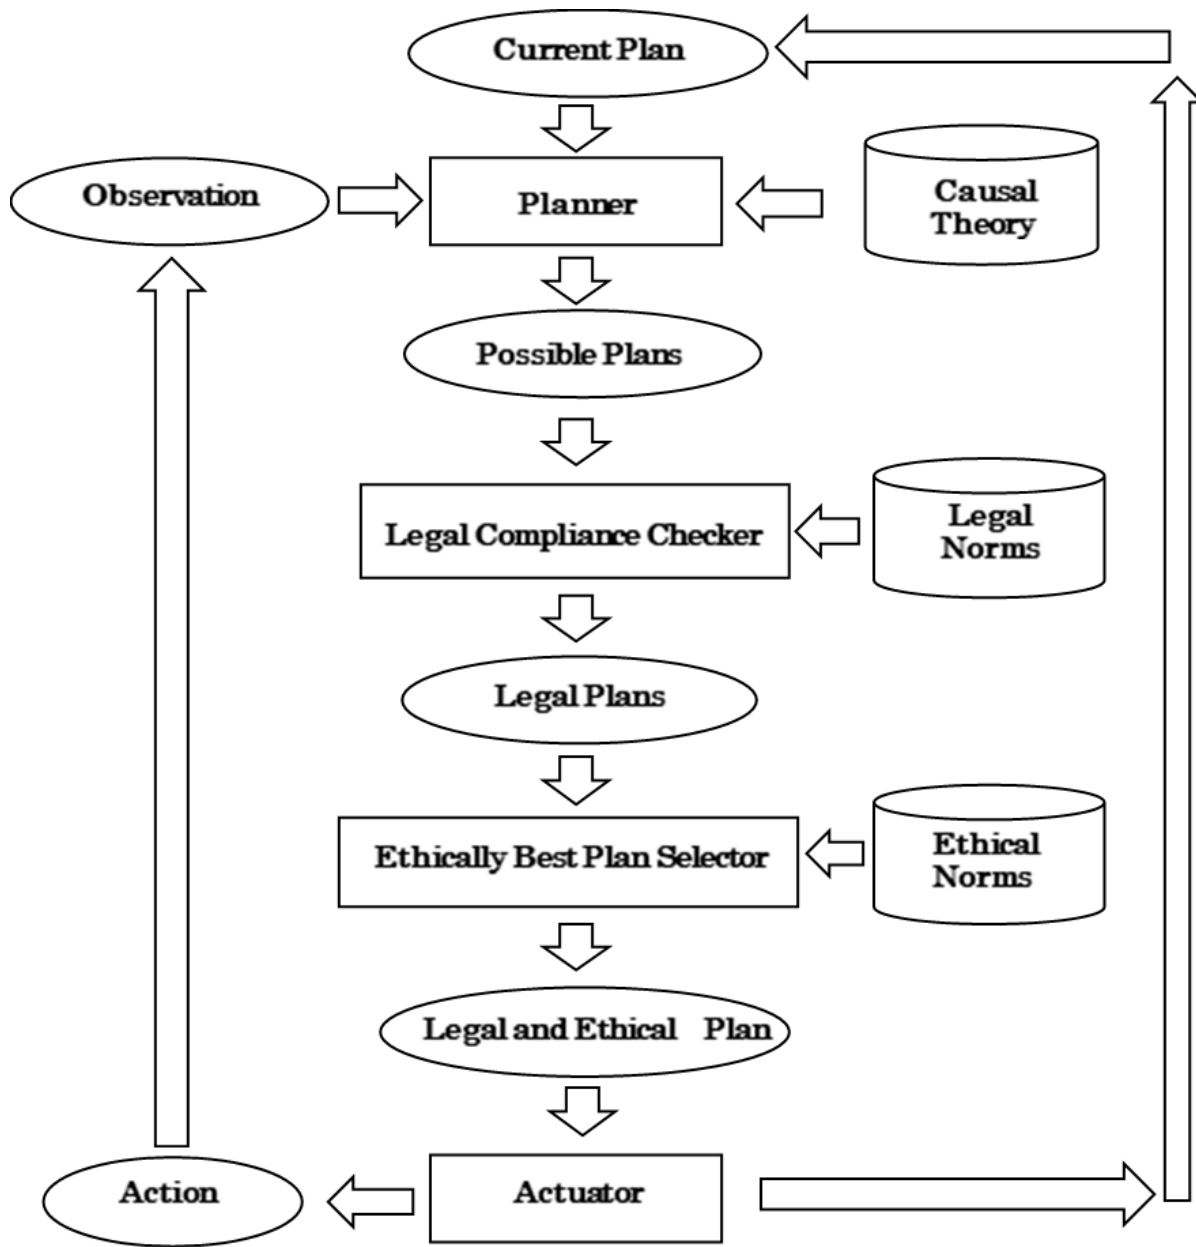 Current Plan
Observation
Planner
Causal
Theory
Possible Plans
Legal Compliance Checker
Legal
Norms
Legal Plans
Ethically Best Plan Selector
Ethical
Norms
Legal and Ethical Plan
Action
Actuator